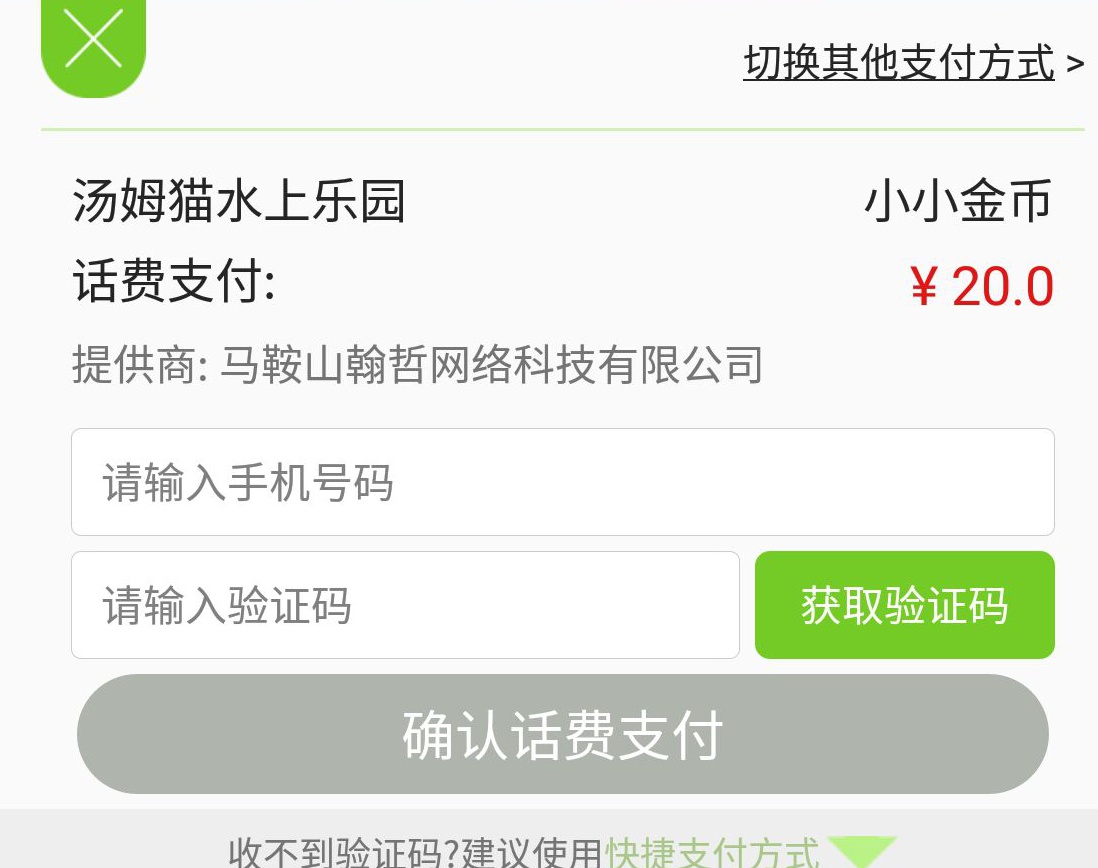 切换其他支付方式 >
汤姆猫水上乐园 小小金币
话费支付: ¥ 20.0
提供商: 马鞍山翰哲网络科技有限公司
请输入手机号码
请输入验证码 获取验证码
确认话费支付
收不到验证码?建议使用快捷支付方式